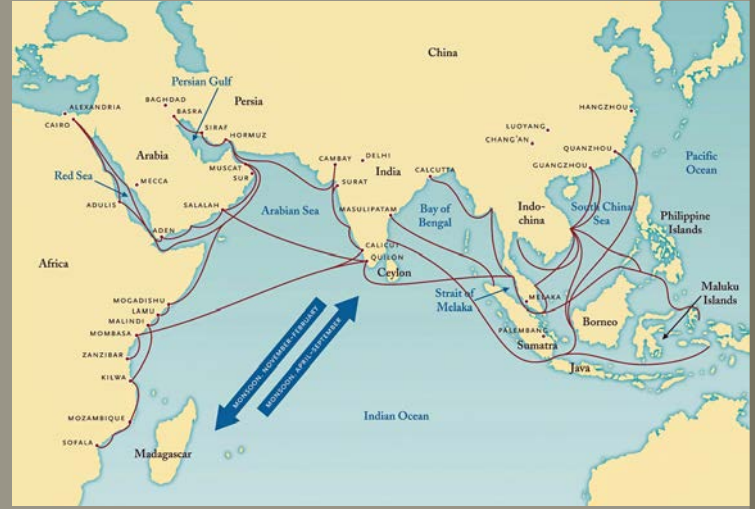 China
Persian Gulf
BAGHDAD
Persia
BASRA
ALEXANDRIA
CAIRO
SIRAF
HORMUZ
HANGZHOU
LUOYANG
CHANG'AN
QUANZHOU
GUANGZHOU
Arabia
MUSCAT
SUR
CAMBAY
DELHI
India
SURAT
CALCUTTA
Pacific
Ocean
Red Sea
MECCA
ADULIS
SALALAH
ADEN
Arabian Sea
MASULIPATAM
Bay of
Bengal
Indo-
china
South China
Sea
Philippine
Islands
Africa
CALICUT
QUILON
Ceylon
Strait of
Melaka
MELAKA
Maluku
Islands
MOGADISHU
LAMU
MALINDI
MOMBASA
ZANZIBAR
KILWA
MOZAMBIQUE
SOFALA
Madagascar
MONSOON, NOVEMBER–FEBRUARY
MONSOON, APRIL–SEPTEMBER
PALEMBANG
Sumatra
Borneo
Java
Indian Ocean